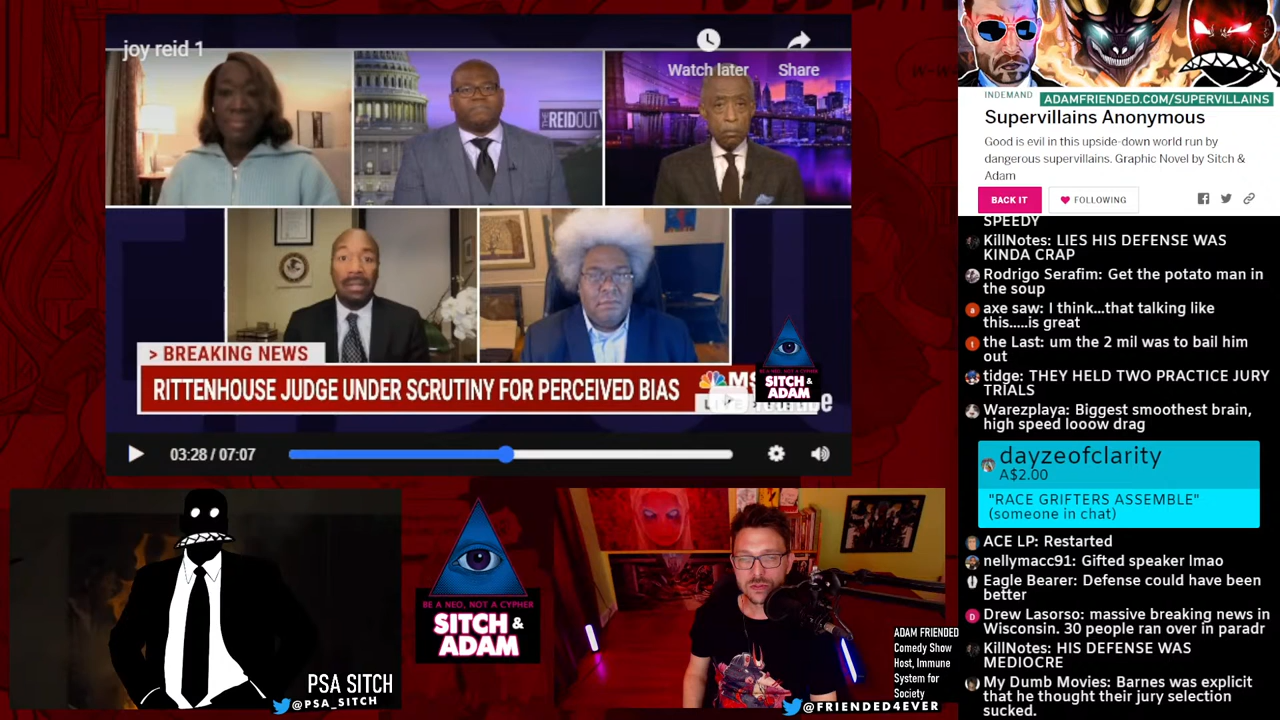 joy reid 1
Watch later
Share
THE REIDOUT
> BREAKING NEWS
RITTENHOUSE JUDGE UNDER SCRUTINY FOR PERCEIVED BIAS
BE A NEO, NOT A CYPHER
SITCH &
ADAM
03:28 / 07:07
PSA SITCH
@PSA_SITCH
BE A NEO, NOT A CYPHER
SITCH &
ADAM
ADAM FRIENDED
Comedy Show
Host, Immune
System for
Society
@FRIENDED4EVER
INDEMAND
ADAMFRIENDED.COM/SUPERVILLAINS
Supervillains Anonymous
Good is evil in this upside-down world run by
dangerous supervillains. Graphic Novel by Sitch &
Adam
BACK IT
FOLLOWING
SPEEDY
KillNotes: LIES HIS DEFENSE WAS
KINDA CRAP
Rodrigo Serafim: Get the potato man in
the soup
axe saw: I think...that talking like
this.....is great
the Last: um the 2 mil was to bail him
out
tidge: THEY HELD TWO PRACTICE JURY
TRIALS
Warezplaya: Biggest smoothest brain,
high speed looow drag
dayzeofclarity
A$2.00
"RACE GRIFTERS ASSEMBLE"
(someone in chat)
ACE LP: Restarted
nellymacc91: Gifted speaker lmao
Eagle Bearer: Defense could have been
better
Drew Lasorso: massive breaking news in
Wisconsin. 30 people ran over in paradr
KillNotes: HIS DEFENSE WAS
MEDIOCRE
My Dumb Movies: Barnes was explicit
that he thought their jury selection
sucked.